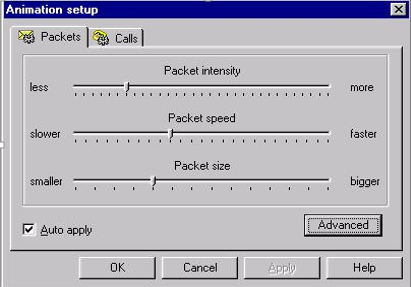 Animation setup
Packets Calls
Packet intensity
less more
Packet speed
slower faster
Packet size
smaller bigger
Auto apply Advanced
OK Cancel Apply Help